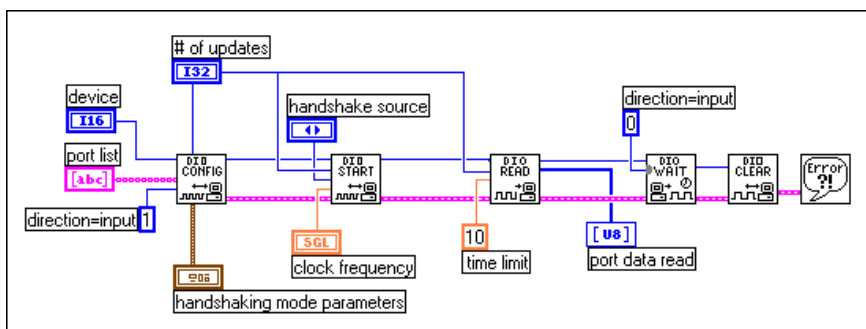 # of updates
I32
device
I16
handshake source
direction=input
0
port list
[abc]
DIO
CONFIG
DIO
START
DIO
READ
DIO
WAIT
DIO
CLEAR
Error
?!
direction=input
1
SGL
10
[U8]
clock frequency
time limit
port data read
handshaking mode parameters